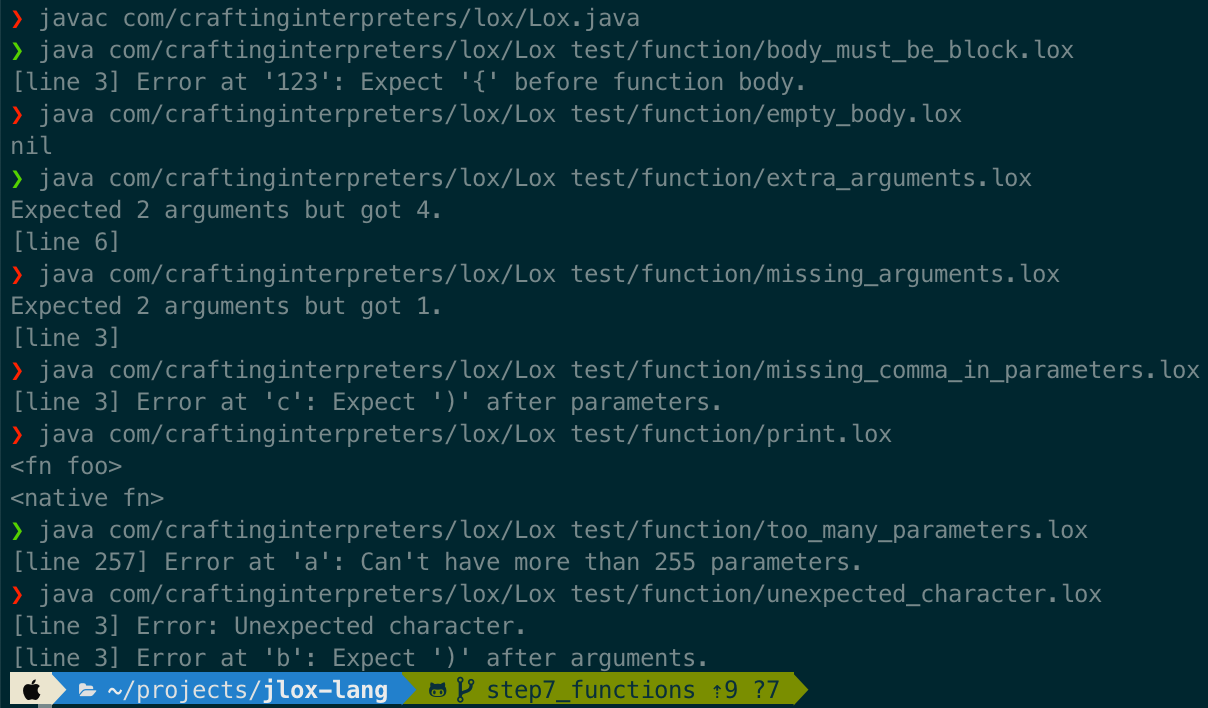 ❯ javac com/craftinginterpreters/lox/Lox.java
❯ java com/craftinginterpreters/lox/Lox test/function/body_must_be_block.lox
[line 3] Error at '123': Expect '{' before function body.
❯ java com/craftinginterpreters/lox/Lox test/function/empty_body.lox
nil
❯ java com/craftinginterpreters/lox/Lox test/function/extra_arguments.lox
Expected 2 arguments but got 4.
[line 6]
❯ java com/craftinginterpreters/lox/Lox test/function/missing_arguments.lox
Expected 2 arguments but got 1.
[line 3]
❯ java com/craftinginterpreters/lox/Lox test/function/missing_comma_in_parameters.lox
[line 3] Error at 'c': Expect ')' after parameters.
❯ java com/craftinginterpreters/lox/Lox test/function/print.lox
<fn foo>
<native fn>
❯ java com/craftinginterpreters/lox/Lox test/function/too_many_parameters.lox
[line 257] Error at 'a': Can't have more than 255 parameters.
❯ java com/craftinginterpreters/lox/Lox test/function/unexpected_character.lox
[line 3] Error: Unexpected character.
[line 3] Error at 'b': Expect ')' after arguments.
~/projects/jlox-lang step7_functions ⇡9 ?7